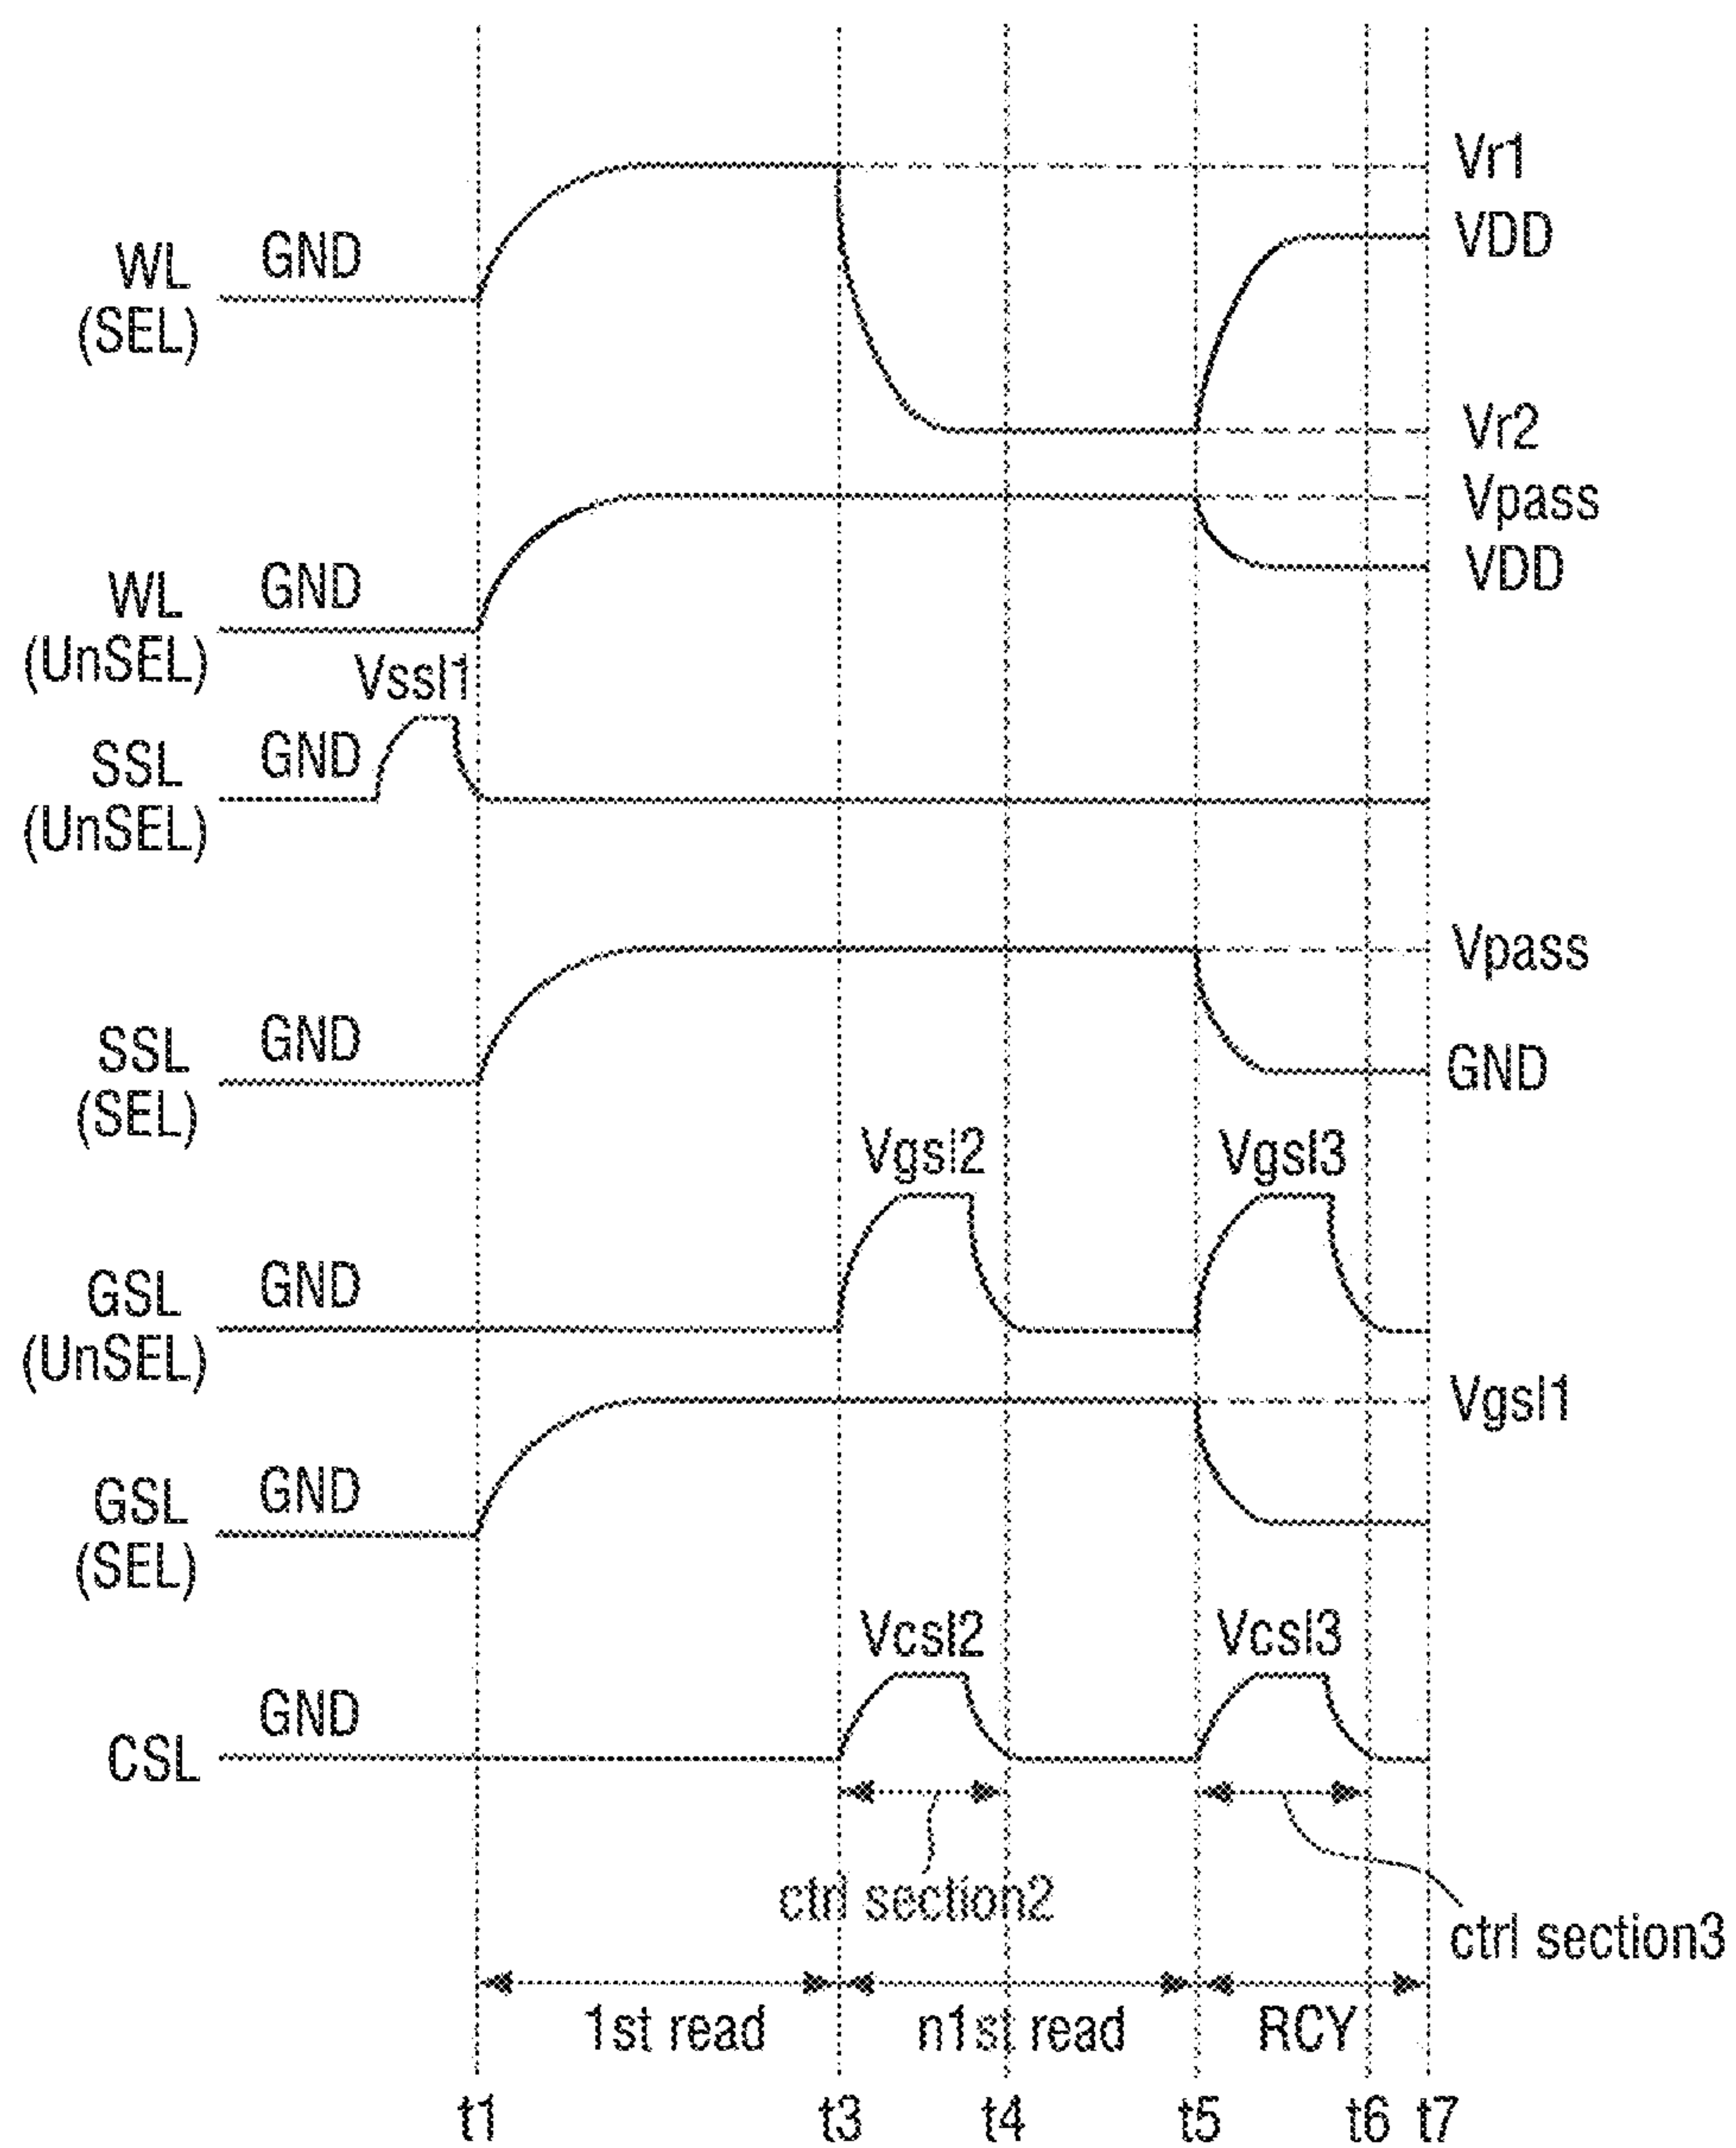 Vr1
VDD
WL
(SEL)
GND
Vr2
Vpass
VDD
WL
(UnSEL)
GND
Vssl1
SSL
(UnSEL)
GND
Vpass
SSL
(SEL)
GND
GND
Vgsl2
Vgsl3
GSL
(UnSEL)
GND
Vgsl1
GSL
(SEL)
GND
Vcsl2
Vcsl3
CSL
GND
ctrl section2
ctrl section3
1st read
n1st read
RCY
t1
t3
t4
t5
t6
t7